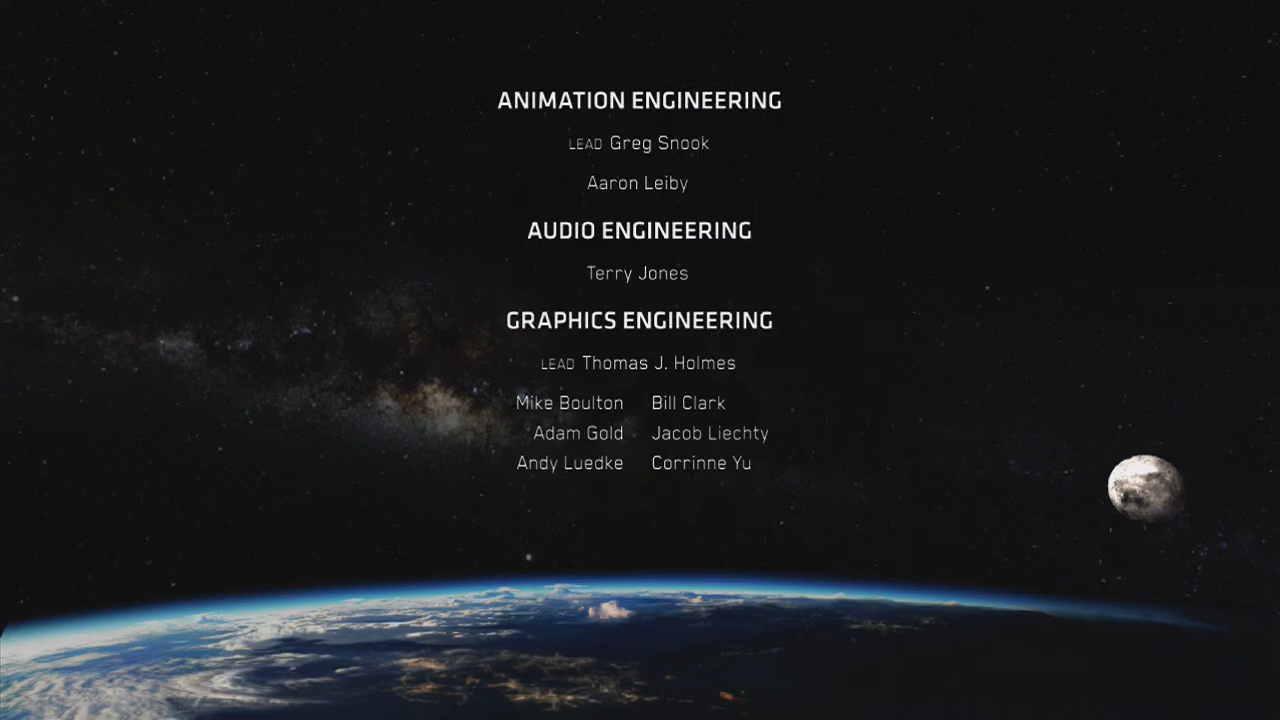 ANIMATION ENGINEERING
LEAD Greg Snook
Aaron Leiby
AUDIO ENGINEERING
Terry Jones
GRAPHICS ENGINEERING
LEAD Thomas J. Holmes
Mike Boulton Bill Clark
Adam Gold Jacob Liechty
Andy Luedke Corrinne Yu